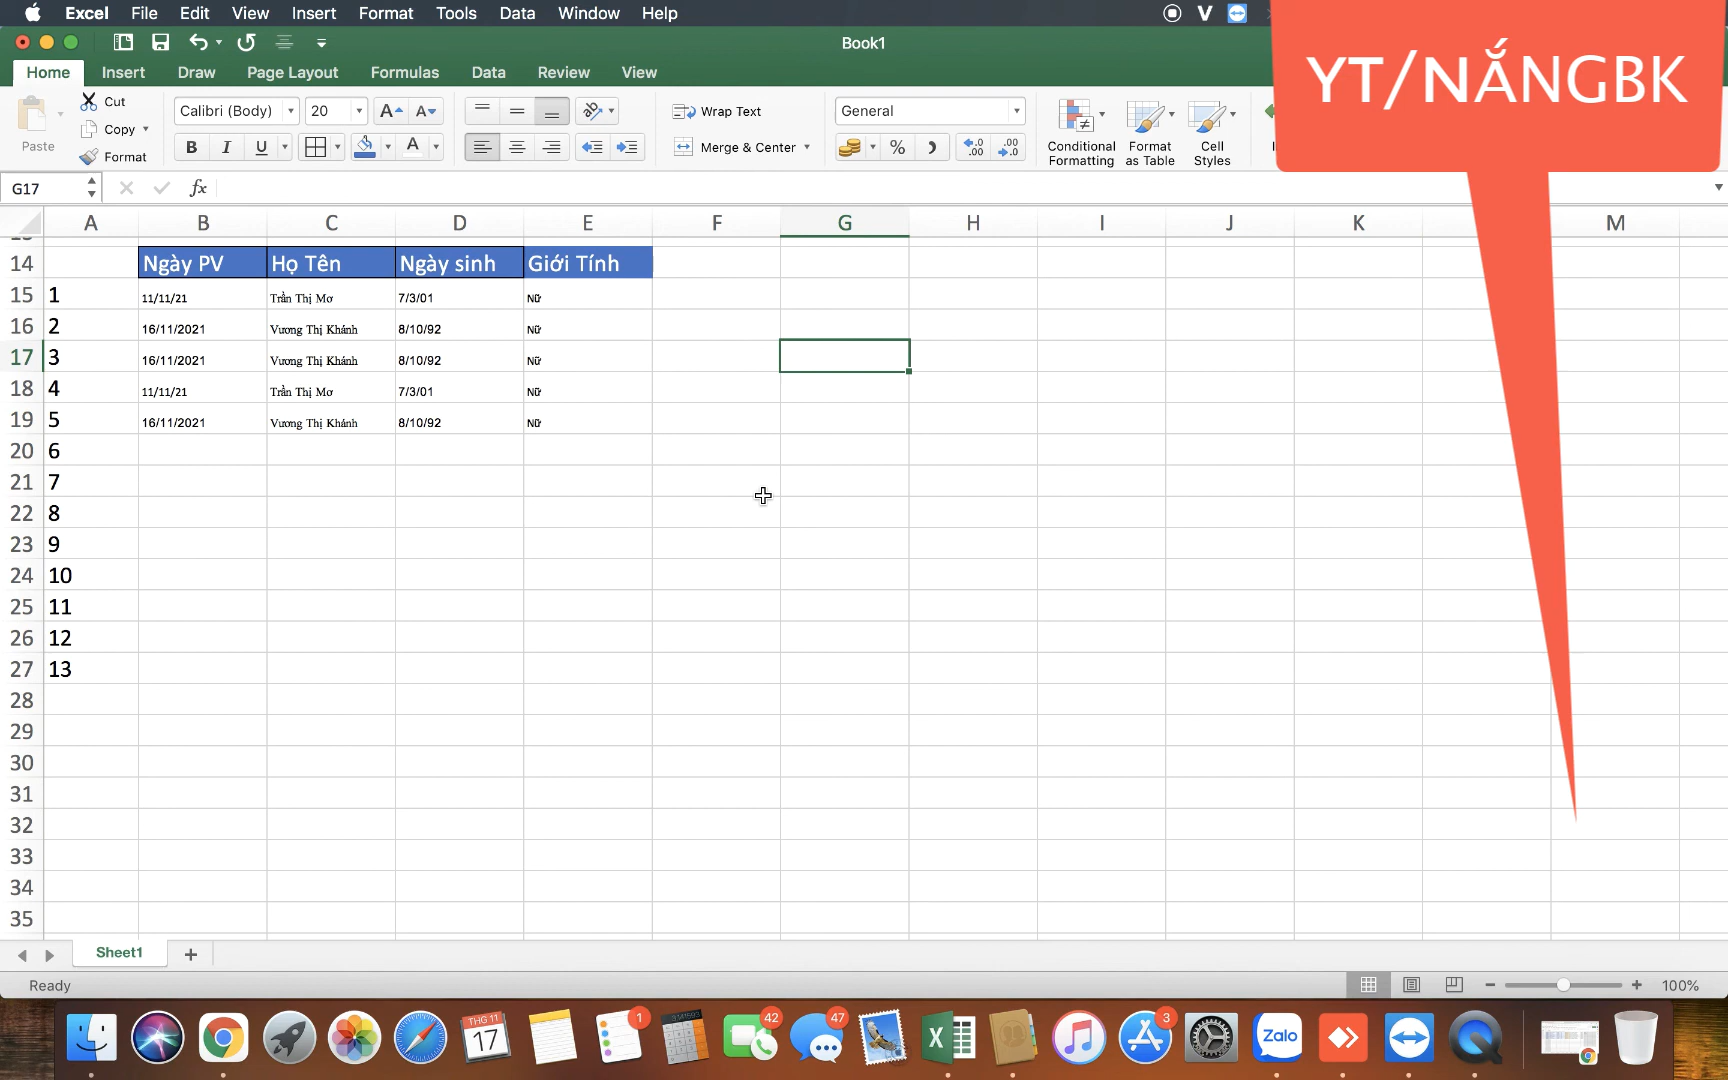 Excel File Edit View Insert Format Tools Data Window Help
Book1
YT/NẮNGBK
Home Insert Draw Page Layout Formulas Data Review View
Paste
Cut
Copy
Format
Calibri (Body) 20
B I U
Wrap Text
Merge & Center
General
Conditional Formatting
Format as Table
Cell Styles
G17 fx
A B C D E F G H I J K M
14 Ngày PV Họ Tên Ngày sinh Giới Tính
15 1 11/11/21 Trần Thị Mơ 7/3/01 Nữ
16 2 16/11/2021 Vương Thị Khánh 8/10/92 Nữ
17 3 16/11/2021 Vương Thị Khánh 8/10/92 Nữ
18 4 11/11/21 Trần Thị Mơ 7/3/01 Nữ
19 5 16/11/2021 Vương Thị Khánh 8/10/92 Nữ
20 6
21 7
22 8
23 9
24 10
25 11
26 12
27 13
28
29
30
31
32
33
34
35
Sheet1
Ready 100%
THG 11
17
1
42
47
3
Zalo